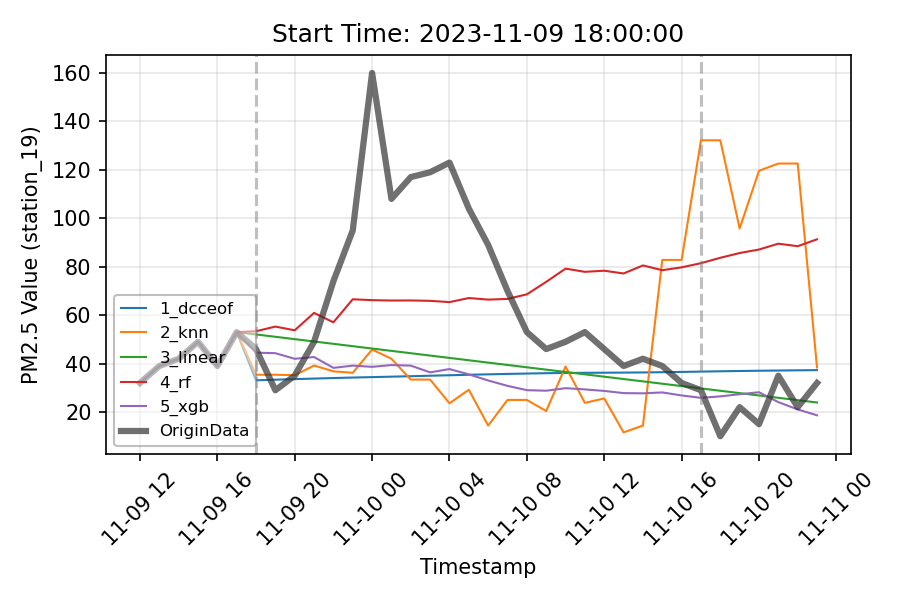 Start Time: 2023-11-09 18:00:00
PM2.5 Value (station_19)
160
140
120
100
80
60
40
20
1_dcceof
2_knn
3_linear
4_rf
5_xgb
OriginData
11-09 12
11-09 16
11-09 20
11-10 00
11-10 04
11-10 08
11-10 12
11-10 16
11-10 20
11-11 00
Timestamp